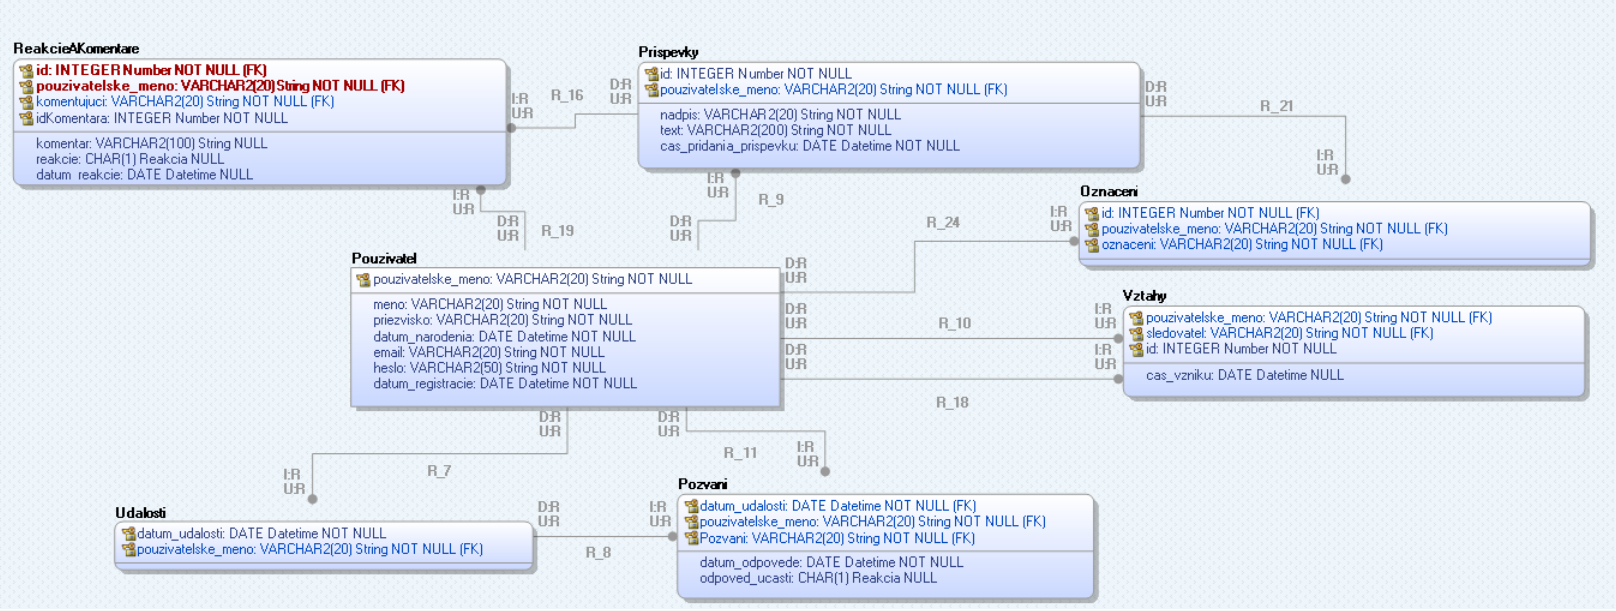 ReakcieAKomentare
id: INTEGER Number NOT NULL (FK)
pouzivatelske_meno: VARCHAR2(20) String NOT NULL (FK)
komentujuci: VARCHAR2(20) String NOT NULL (FK)
idKomentara: INTEGER Number NOT NULL
komentar: VARCHAR2(100) String NULL
reakcie: CHAR(1) Reakcia NULL
datum_reakcie: DATE Datetime NULL
I:R
U:R
R_16
D:R
U:R
Prispevky
id: INTEGER Number NOT NULL
pouzivatelske_meno: VARCHAR2(20) String NOT NULL (FK)
nadpis: VARCHAR2(20) String NOT NULL
text: VARCHAR2(200) String NOT NULL
cas_pridania_prispevku: DATE Datetime NOT NULL
D:R
U:R
R_21
I:R
U:R
I:R
U:R
D:R
U:R
R_19
I:R
U:R
R_9
D:R
U:R
Oznaceni
id: INTEGER Number NOT NULL (FK)
pouzivatelske_meno: VARCHAR2(20) String NOT NULL (FK)
oznaceni: VARCHAR2(20) String NOT NULL (FK)
I:R
U:R
R_24
D:R
U:R
Pouzivatel
pouzivatelske_meno: VARCHAR2(20) String NOT NULL
meno: VARCHAR2(20) String NOT NULL
priezvisko: VARCHAR2(20) String NOT NULL
datum_narodenia: DATE Datetime NOT NULL
email: VARCHAR2(20) String NOT NULL
heslo: VARCHAR2(50) String NOT NULL
datum_registracie: DATE Datetime NOT NULL
D:R
U:R
R_10
I:R
U:R
D:R
U:R
R_18
I:R
U:R
Vztahy
pouzivatelske_meno: VARCHAR2(20) String NOT NULL (FK)
sledovatel: VARCHAR2(20) String NOT NULL (FK)
id: INTEGER Number NOT NULL
cas_vzniku: DATE Datetime NULL
D:R
U:R
R_7
I:R
U:R
D:R
U:R
R_11
I:R
U:R
Udalosti
datum_udalosti: DATE Datetime NOT NULL
pouzivatelske_meno: VARCHAR2(20) String NOT NULL (FK)
D:R
U:R
R_8
I:R
U:R
Pozvani
datum_udalosti: DATE Datetime NOT NULL (FK)
pouzivatelske_meno: VARCHAR2(20) String NOT NULL (FK)
Pozvani: VARCHAR2(20) String NOT NULL (FK)
datum_odpovede: DATE Datetime NOT NULL
odpoved_ucasti: CHAR(1) Reakcia NULL